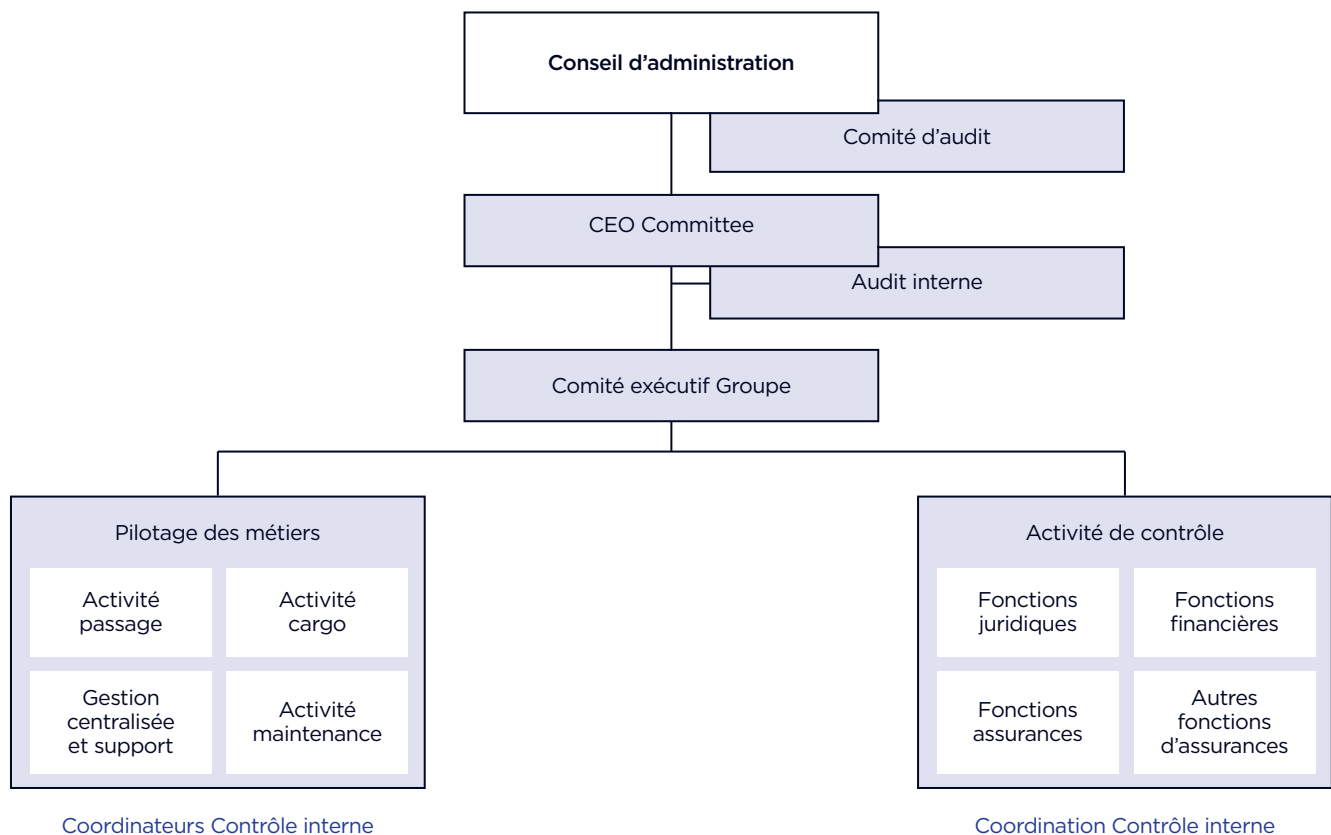 Conseil d’administration
Comité d’audit
CEO Committee
Audit interne
Comité exécutif Groupe
Pilotage des métiers
Activité
passage
Activité
cargo
Gestion
centralisée
et support
Activité
maintenance
Coordinateurs Contrôle interne
Activité de contrôle
Fonctions
juridiques
Fonctions
financières
Fonctions
assurances
Autres
fonctions
d’assurances
Coordination Contrôle interne